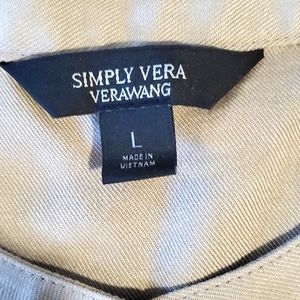 SIMPLY VERA
VERAWANG
L
MADE IN
VIETNAM